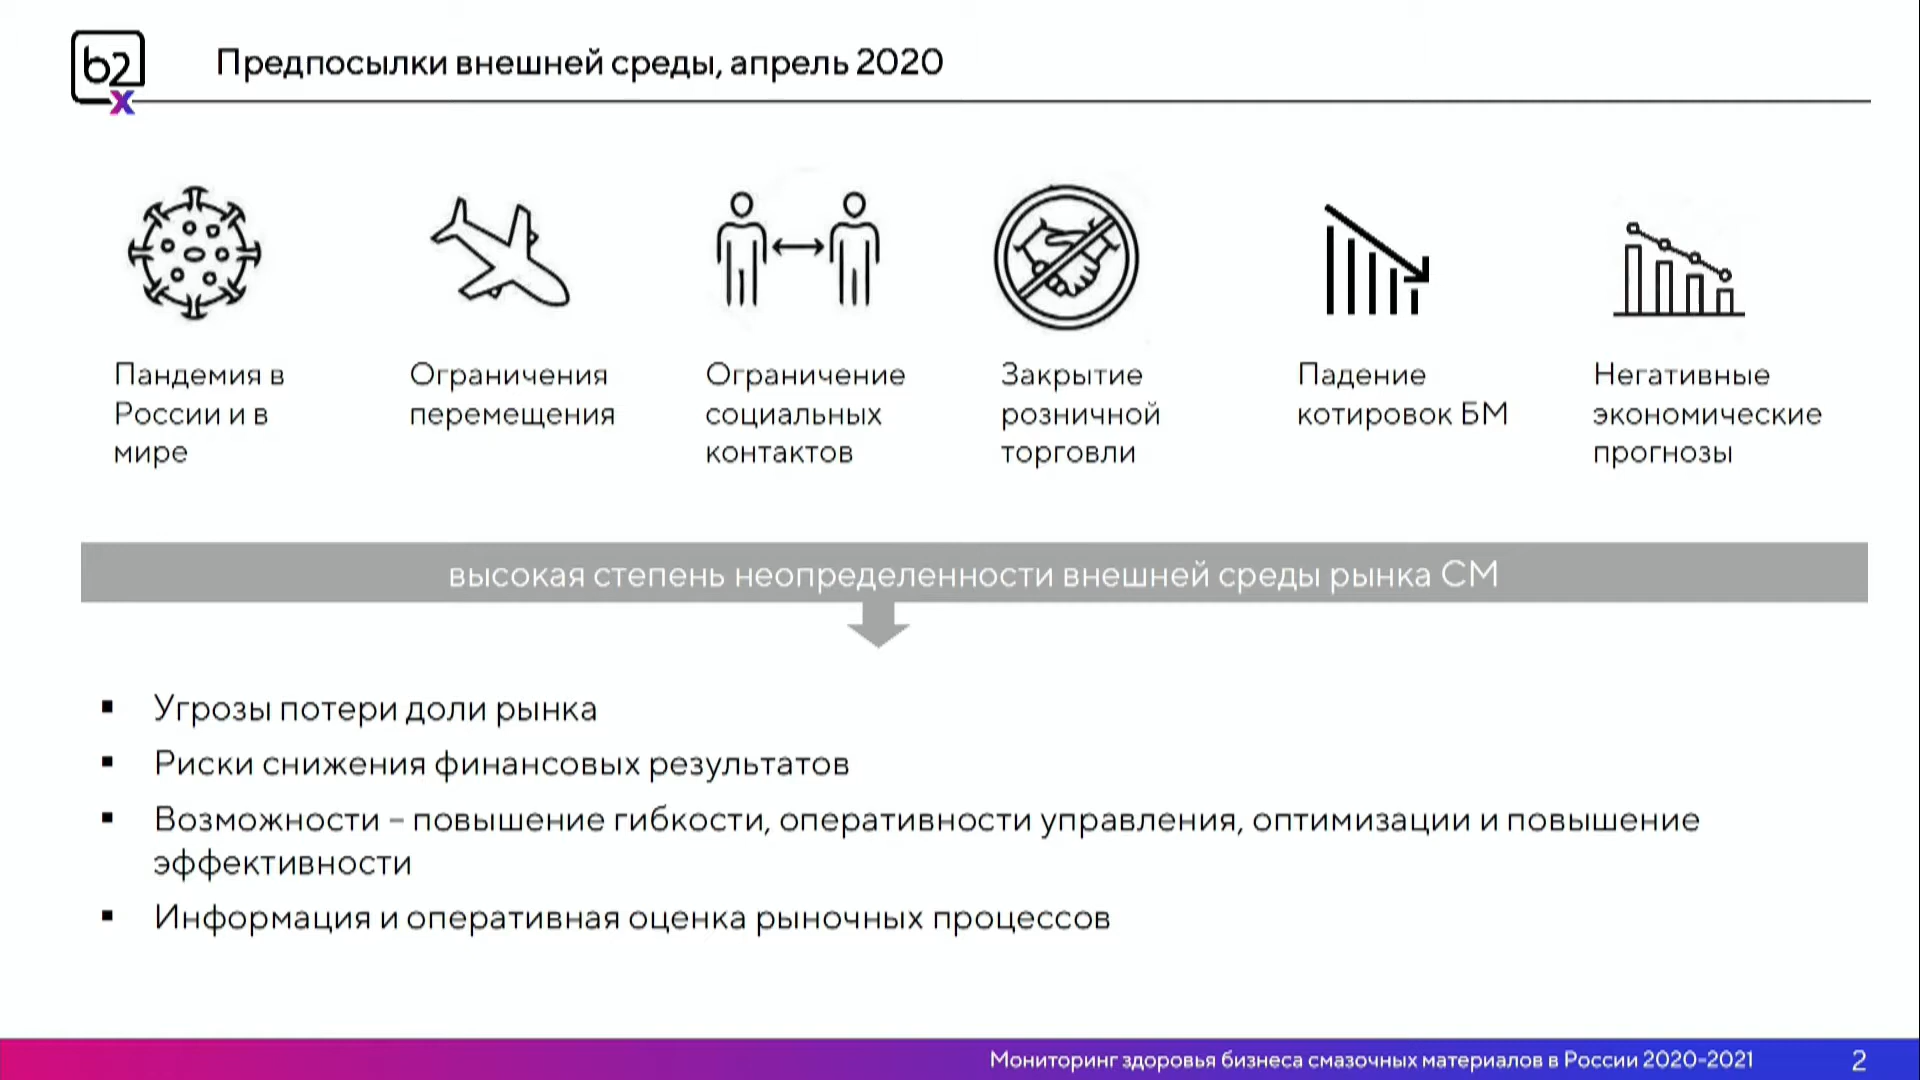 b2
x
Предпосылки внешней среды, апрель 2020
Пандемия в
России и в
мире
Ограничения
перемещения
Ограничение
социальных
контактов
Закрытие
розничной
торговли
Падение
котировок БМ
Негативные
экономические
прогнозы
высокая степень неопределенности внешней среды рынка СМ
Угрозы потери доли рынка
Риски снижения финансовых результатов
Возможности – повышение гибкости, оперативности управления, оптимизации и повышение
эффективности
Информация и оперативная оценка рыночных процессов
Мониторинг здоровья бизнеса смазочных материалов в России 2020-2021
2